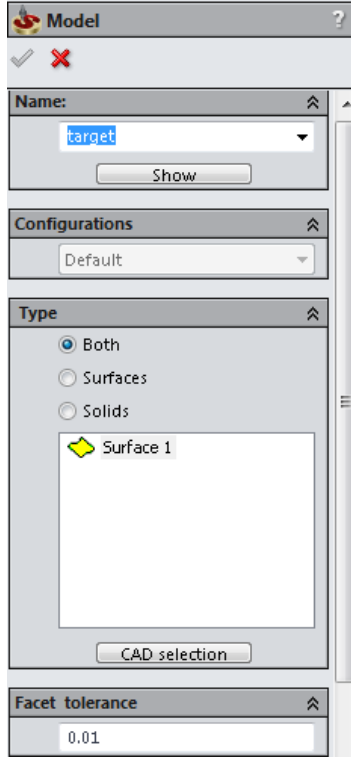 Model
?
Name:
target
Show
Configurations
Default
Type
Both
Surfaces
Solids
Surface 1
CAD selection
Facet tolerance
0.01